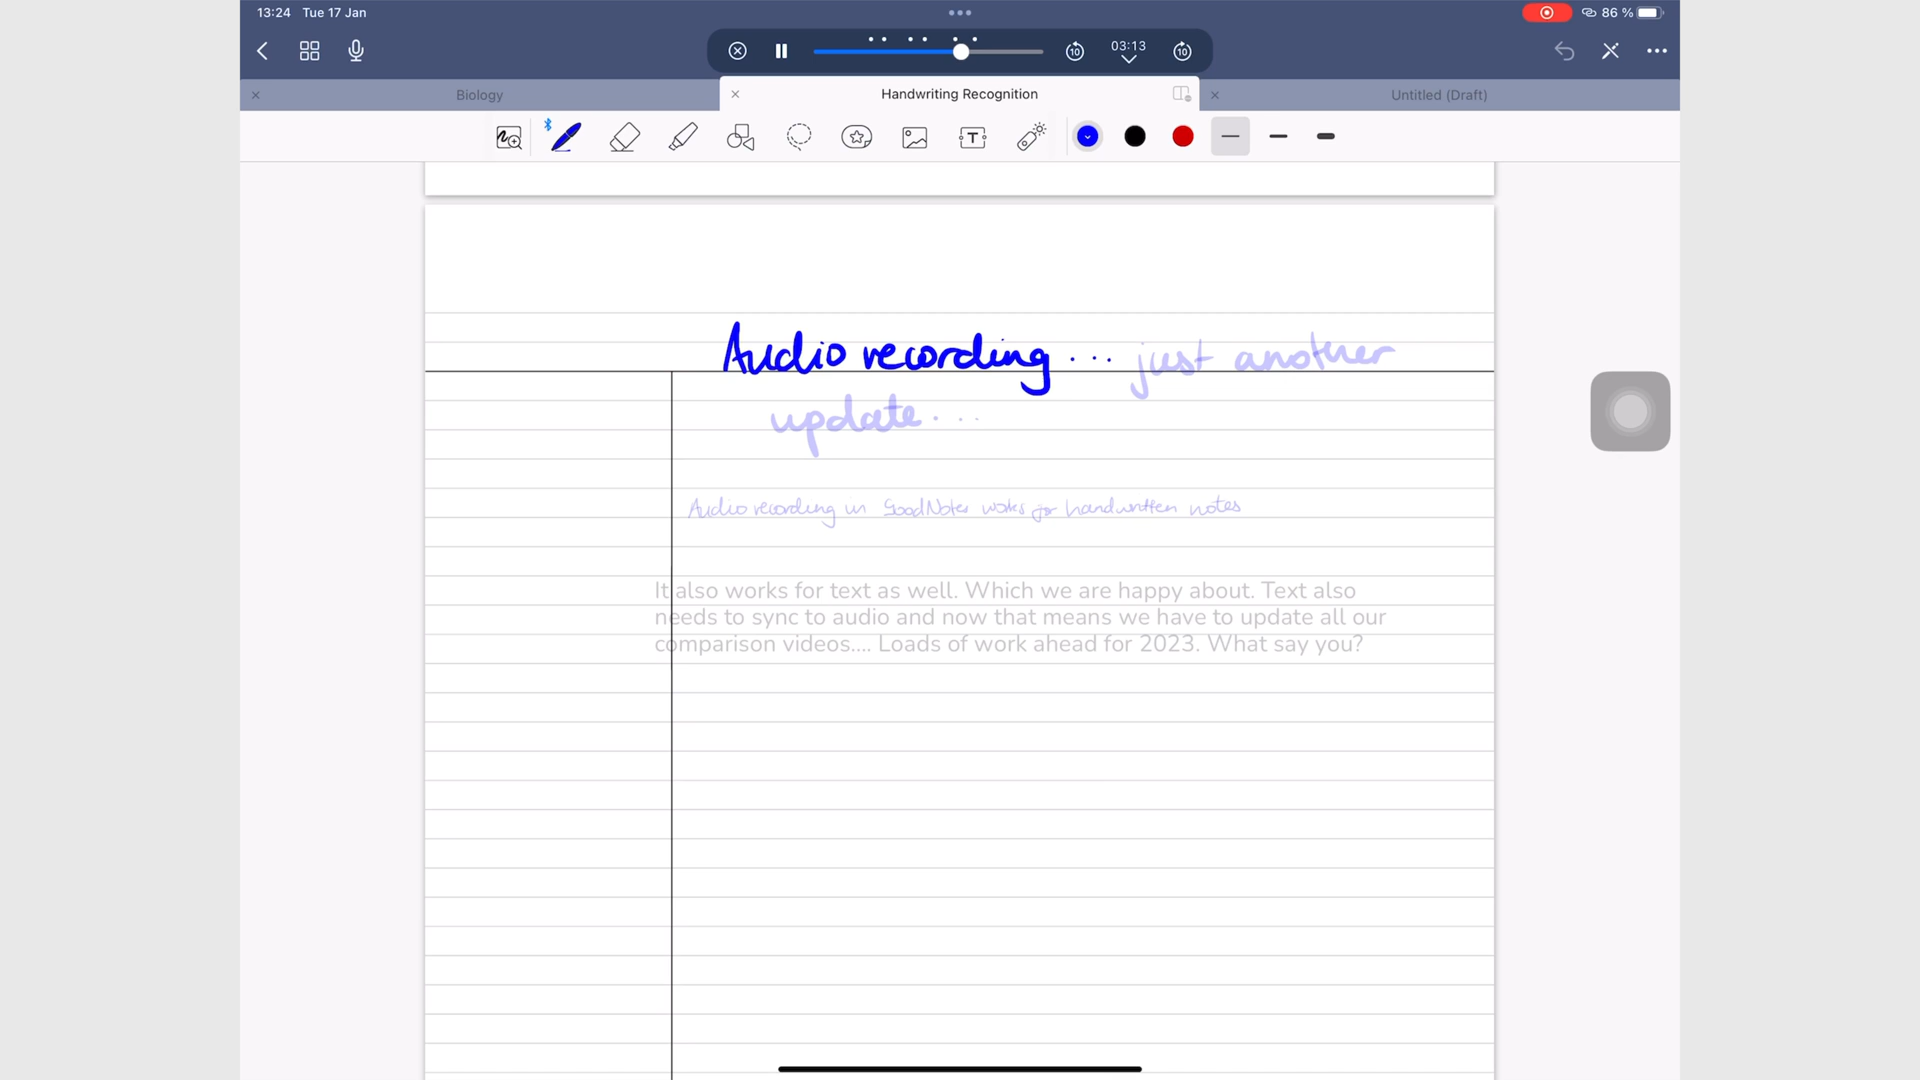 13:24 Tue 17 Jan
86 %
10 03:13 10
Biology
Handwriting Recognition
Untitled (Draft)
T
Audio recording ... just another
update...
Audio recording in GoodNotes works for handwritten notes
It also works for text as well. Which we are happy about. Text also
needs to sync to audio and now that means we have to update all our
comparison videos.... Loads of work ahead for 2023. What say you?